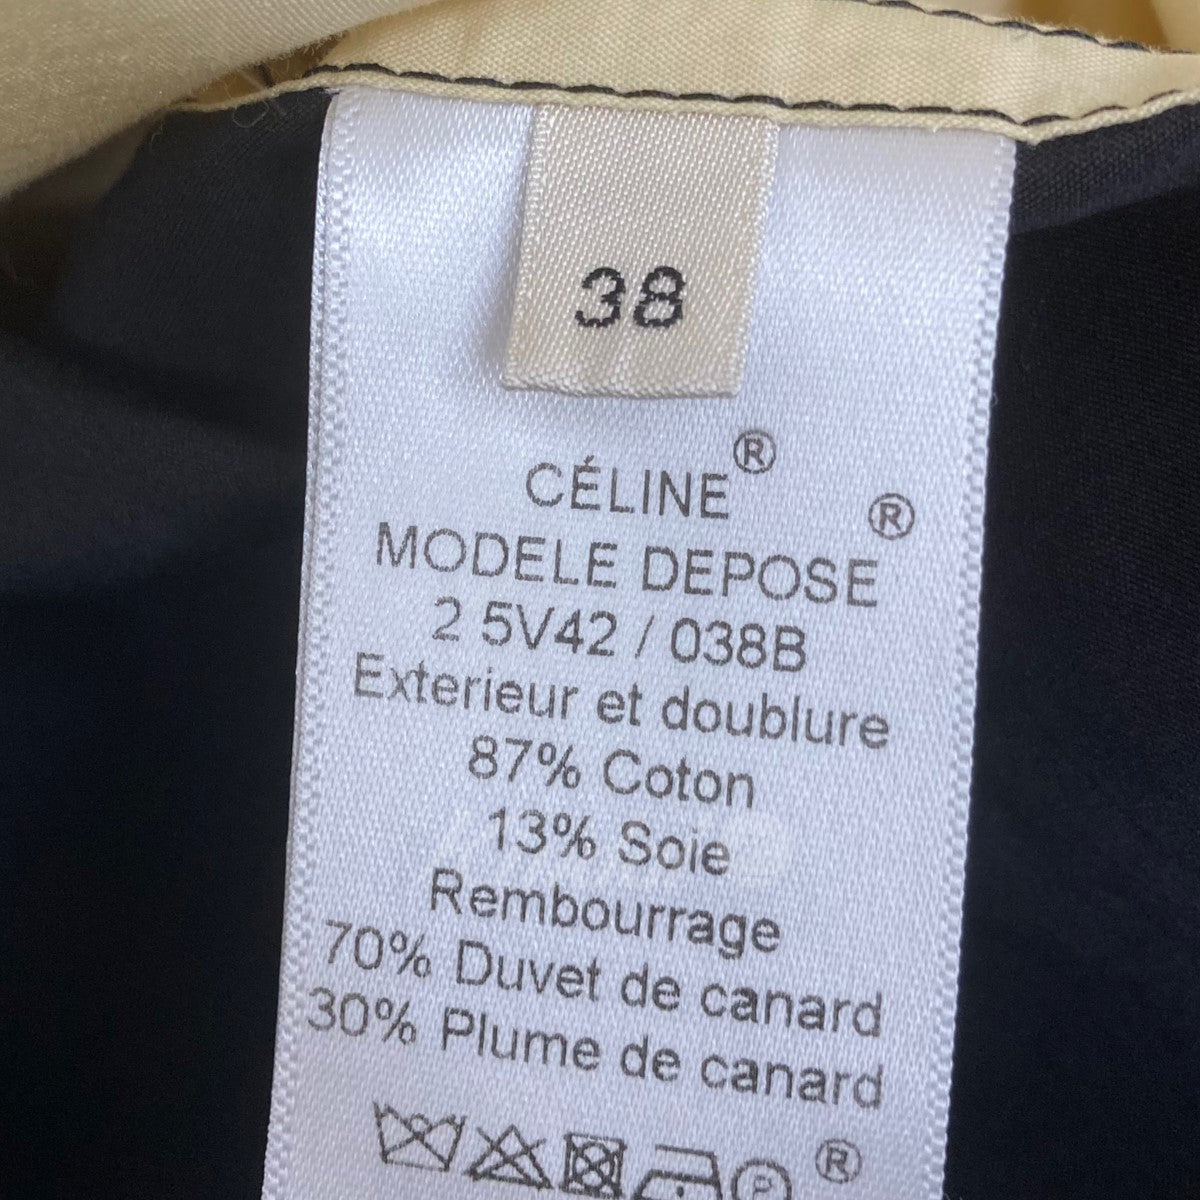 38
CÉLINE®
MODELE DEPOSE®
2 5V42 / 038B
Exterieur et doublure
87% Coton
13% Soie
Rembourrage
70% Duvet de canard
30% Plume de canard
P ®